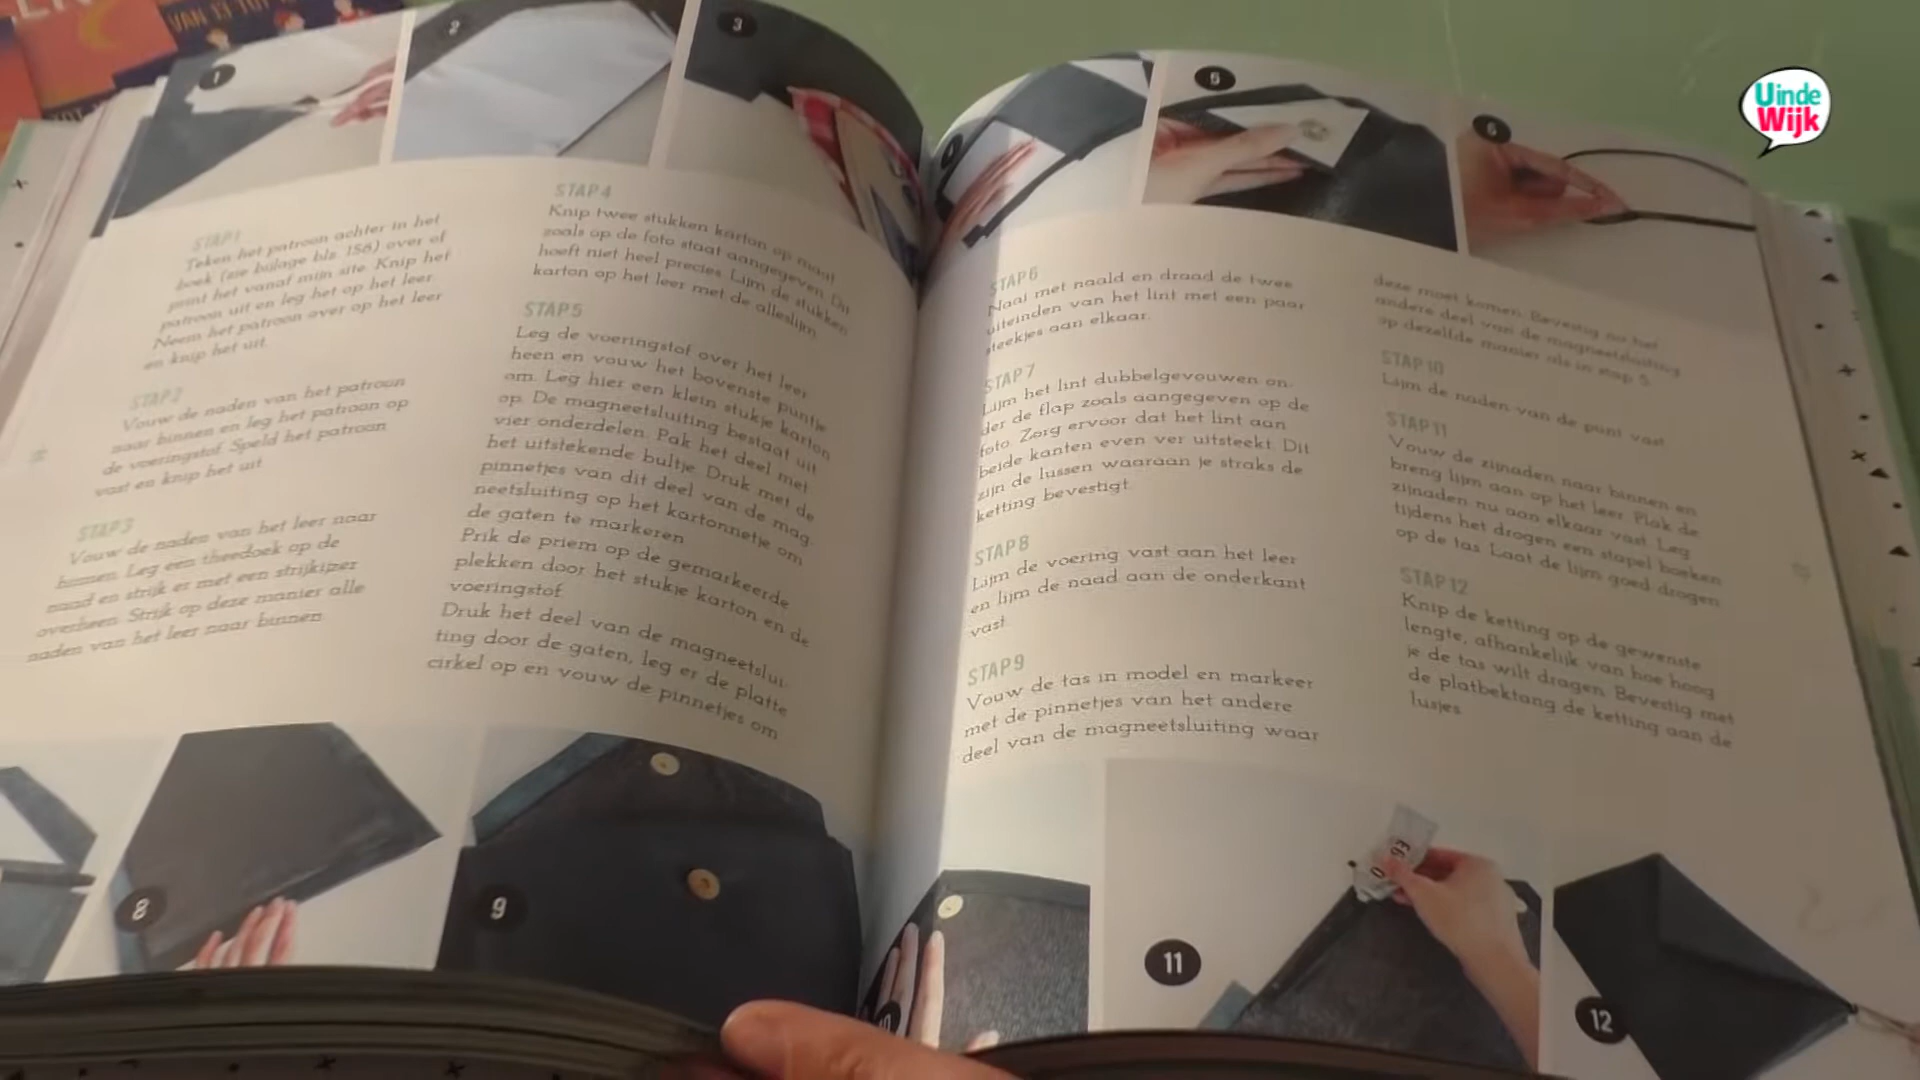 VAN
TOT
1
2
3
STAP 1
Teken het patroon achter in het
boek (zie bijlage blz. 158) over of
print het vanaf mijn site. Knip het
patroon uit en leg het op het leer.
Neem het patroon over op het leer
en knip het uit.
STAP 2
Vouw de naden van het patroon
naar binnen en leg het patroon op
de voeringstof. Speld het patroon
vast en knip het uit.
STAP 3
Vouw de naden van het leer naar
binnen. Leg een theedoek op de
naad en strijk er met een strijkijzer
overheen. Strijk op deze manier alle
naden van het leer naar binnen.
STAP 4
Knip twee stukken karton op maat
zoals op de foto staat aangegeven. Dit
hoeft niet heel precies. Lijm de stukken
karton op het leer met de alleslijm.
STAP 5
Leg de voeringstof over het leer
heen en vouw het bovenste puntje
om. Leg hier een klein stukje karton
op. De magneetsluiting bestaat uit
vier onderdelen. Pak het deel met
het uitstekende bultje. Druk met de
pinnetjes van dit deel van de mag
neetsluiting op het kartonnetje om
de gaten te markeren.
Prik de priem op de gemarkeerde
plekken door het stukje karton en de
voeringstof.
Druk het deel van de magneetslui-
ting door de gaten, leg er de platte
cirkel op en vouw de pinnetjes om
8
9
4
5
6
STAP 6
Naai met naald en draad de twee
uiteinden van het lint met een paar
steekjes aan elkaar.
STAP 7
Lijm het lint dubbelgevouwen on-
der de flap zoals aangegeven op de
foto. Zorg ervoor dat het lint aan
beide kanten even ver uitsteekt. Dit
zijn de lussen waaraan je straks de
ketting bevestigt.
STAP 8
Lijm de voering vast aan het leer
en lijm de naad aan de onderkant
vast.
STAP 9
Vouw de tas in model en markeer
met de pinnetjes van het andere
deel van de magneetsluiting waar
deze moet komen. Bevestig nu het
andere deel van de magneetsluiting
op dezelfde manier als in stap 5.
STAP 10
Lijm de naden van de punt vast
STAP 11
Vouw de zijnaden naar binnen en
breng lijm aan op het leer. Plak de
zijnaden nu aan elkaar vast. Leg
tijdens het drogen een stapel boeken
op de tas. Laat de lijm goed drogen
STAP 12
Knip de ketting op de gewenste
lengte, afhankelijk van hoe hoog
je de tas wilt dragen. Bevestig met
de platbektang de ketting aan de
lusjes.
10
11
12
Uinde
Wijk